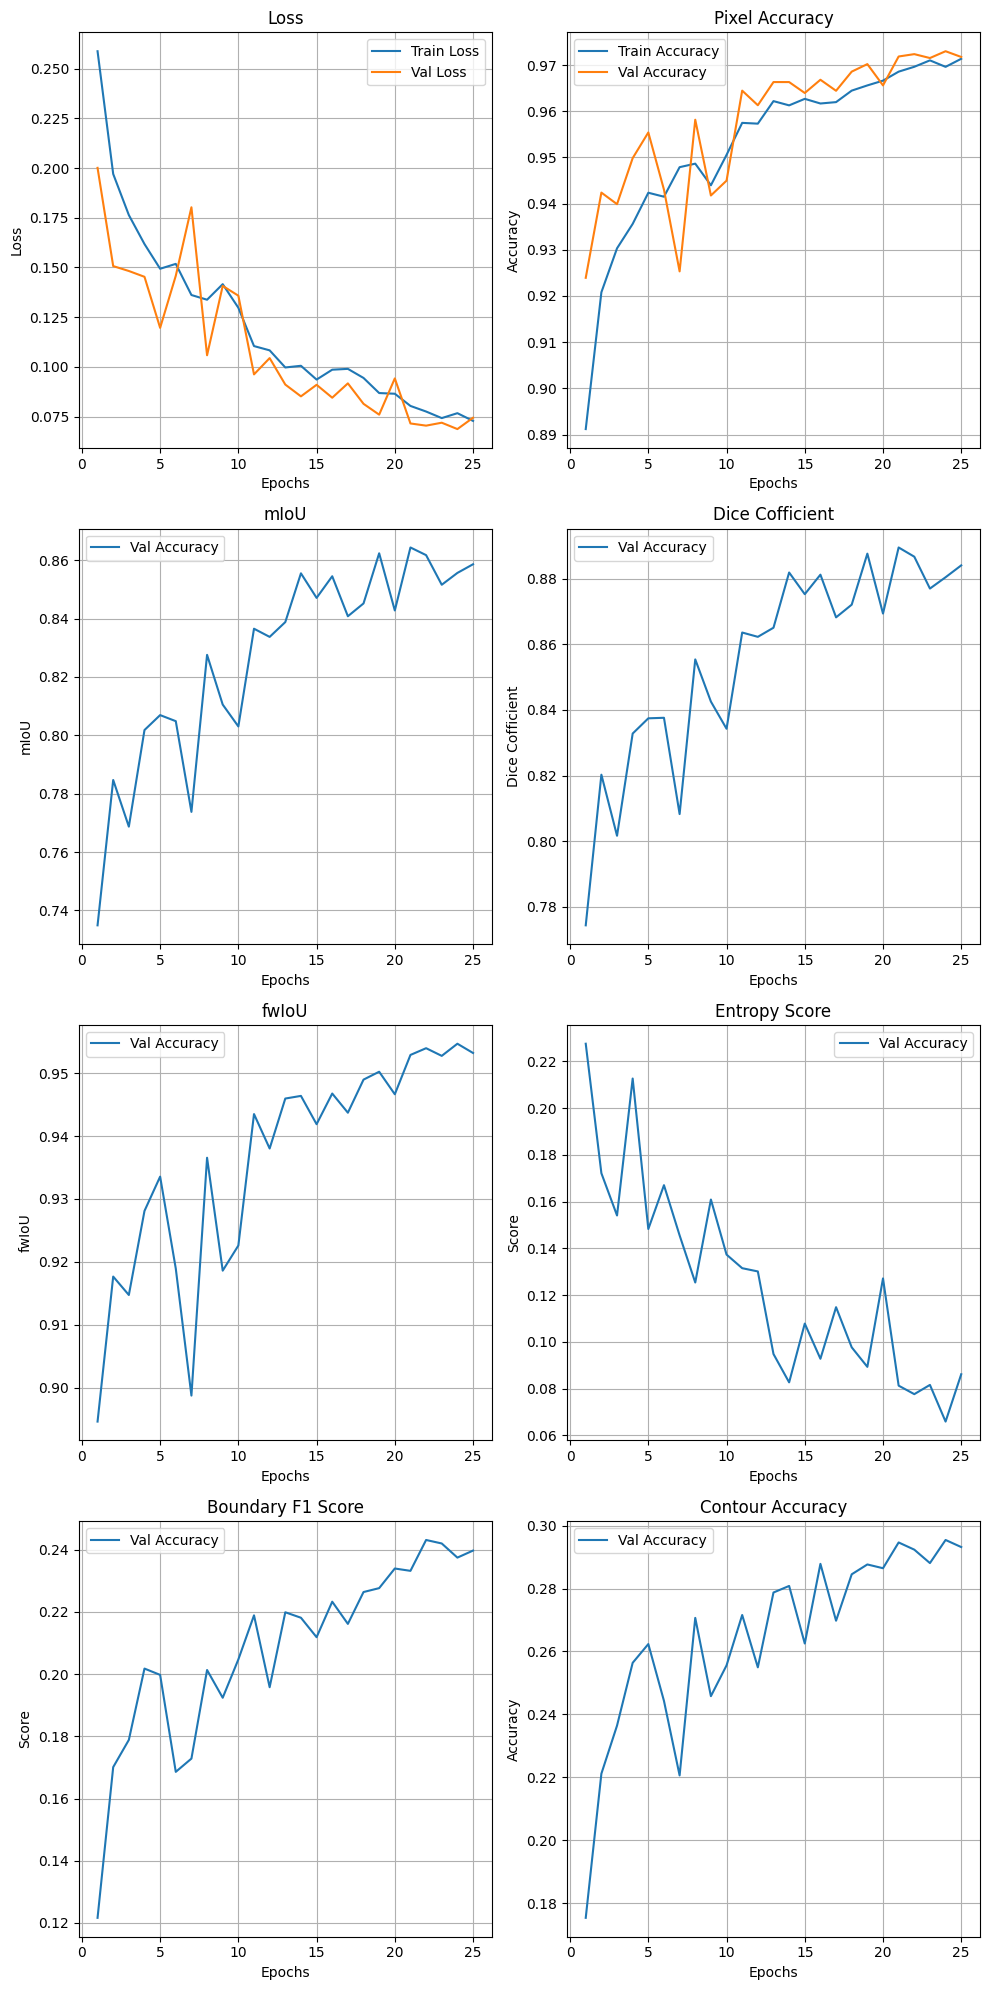 Loss
Train Loss
Val Loss
0.250
0.225
0.200
0.175
0.150
0.125
0.100
0.075
Loss
0 5 10 15 20 25
Epochs
Pixel Accuracy
Train Accuracy
Val Accuracy
0.97
0.96
0.95
0.94
0.93
0.92
0.91
0.90
0.89
Accuracy
0 5 10 15 20 25
Epochs
mIoU
Val Accuracy
0.86
0.84
0.82
0.80
0.78
0.76
0.74
mIoU
0 5 10 15 20 25
Epochs
Dice Cofficient
Val Accuracy
0.88
0.86
0.84
0.82
0.80
0.78
Dice Cofficient
0 5 10 15 20 25
Epochs
fwIoU
Val Accuracy
0.95
0.94
0.93
0.92
0.91
0.90
fwIoU
0 5 10 15 20 25
Epochs
Entropy Score
Val Accuracy
0.22
0.20
0.18
0.16
0.14
0.12
0.10
0.08
0.06
Score
0 5 10 15 20 25
Epochs
Boundary F1 Score
Val Accuracy
0.24
0.22
0.20
0.18
0.16
0.14
0.12
Score
0 5 10 15 20 25
Epochs
Contour Accuracy
Val Accuracy
0.30
0.28
0.26
0.24
0.22
0.20
0.18
Accuracy
0 5 10 15 20 25
Epochs